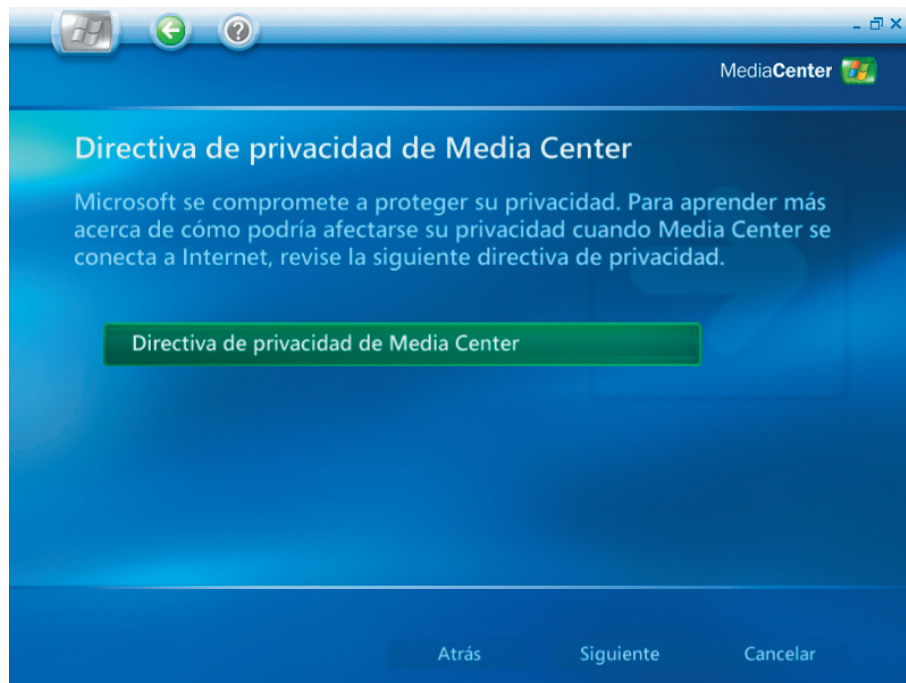 MediaCenter
Directiva de privacidad de Media Center
Microsoft se compromete a proteger su privacidad. Para aprender más
acerca de cómo podría afectarse su privacidad cuando Media Center se
conecta a Internet, revise la siguiente directiva de privacidad.
Directiva de privacidad de Media Center
Atrás Siguiente Cancelar